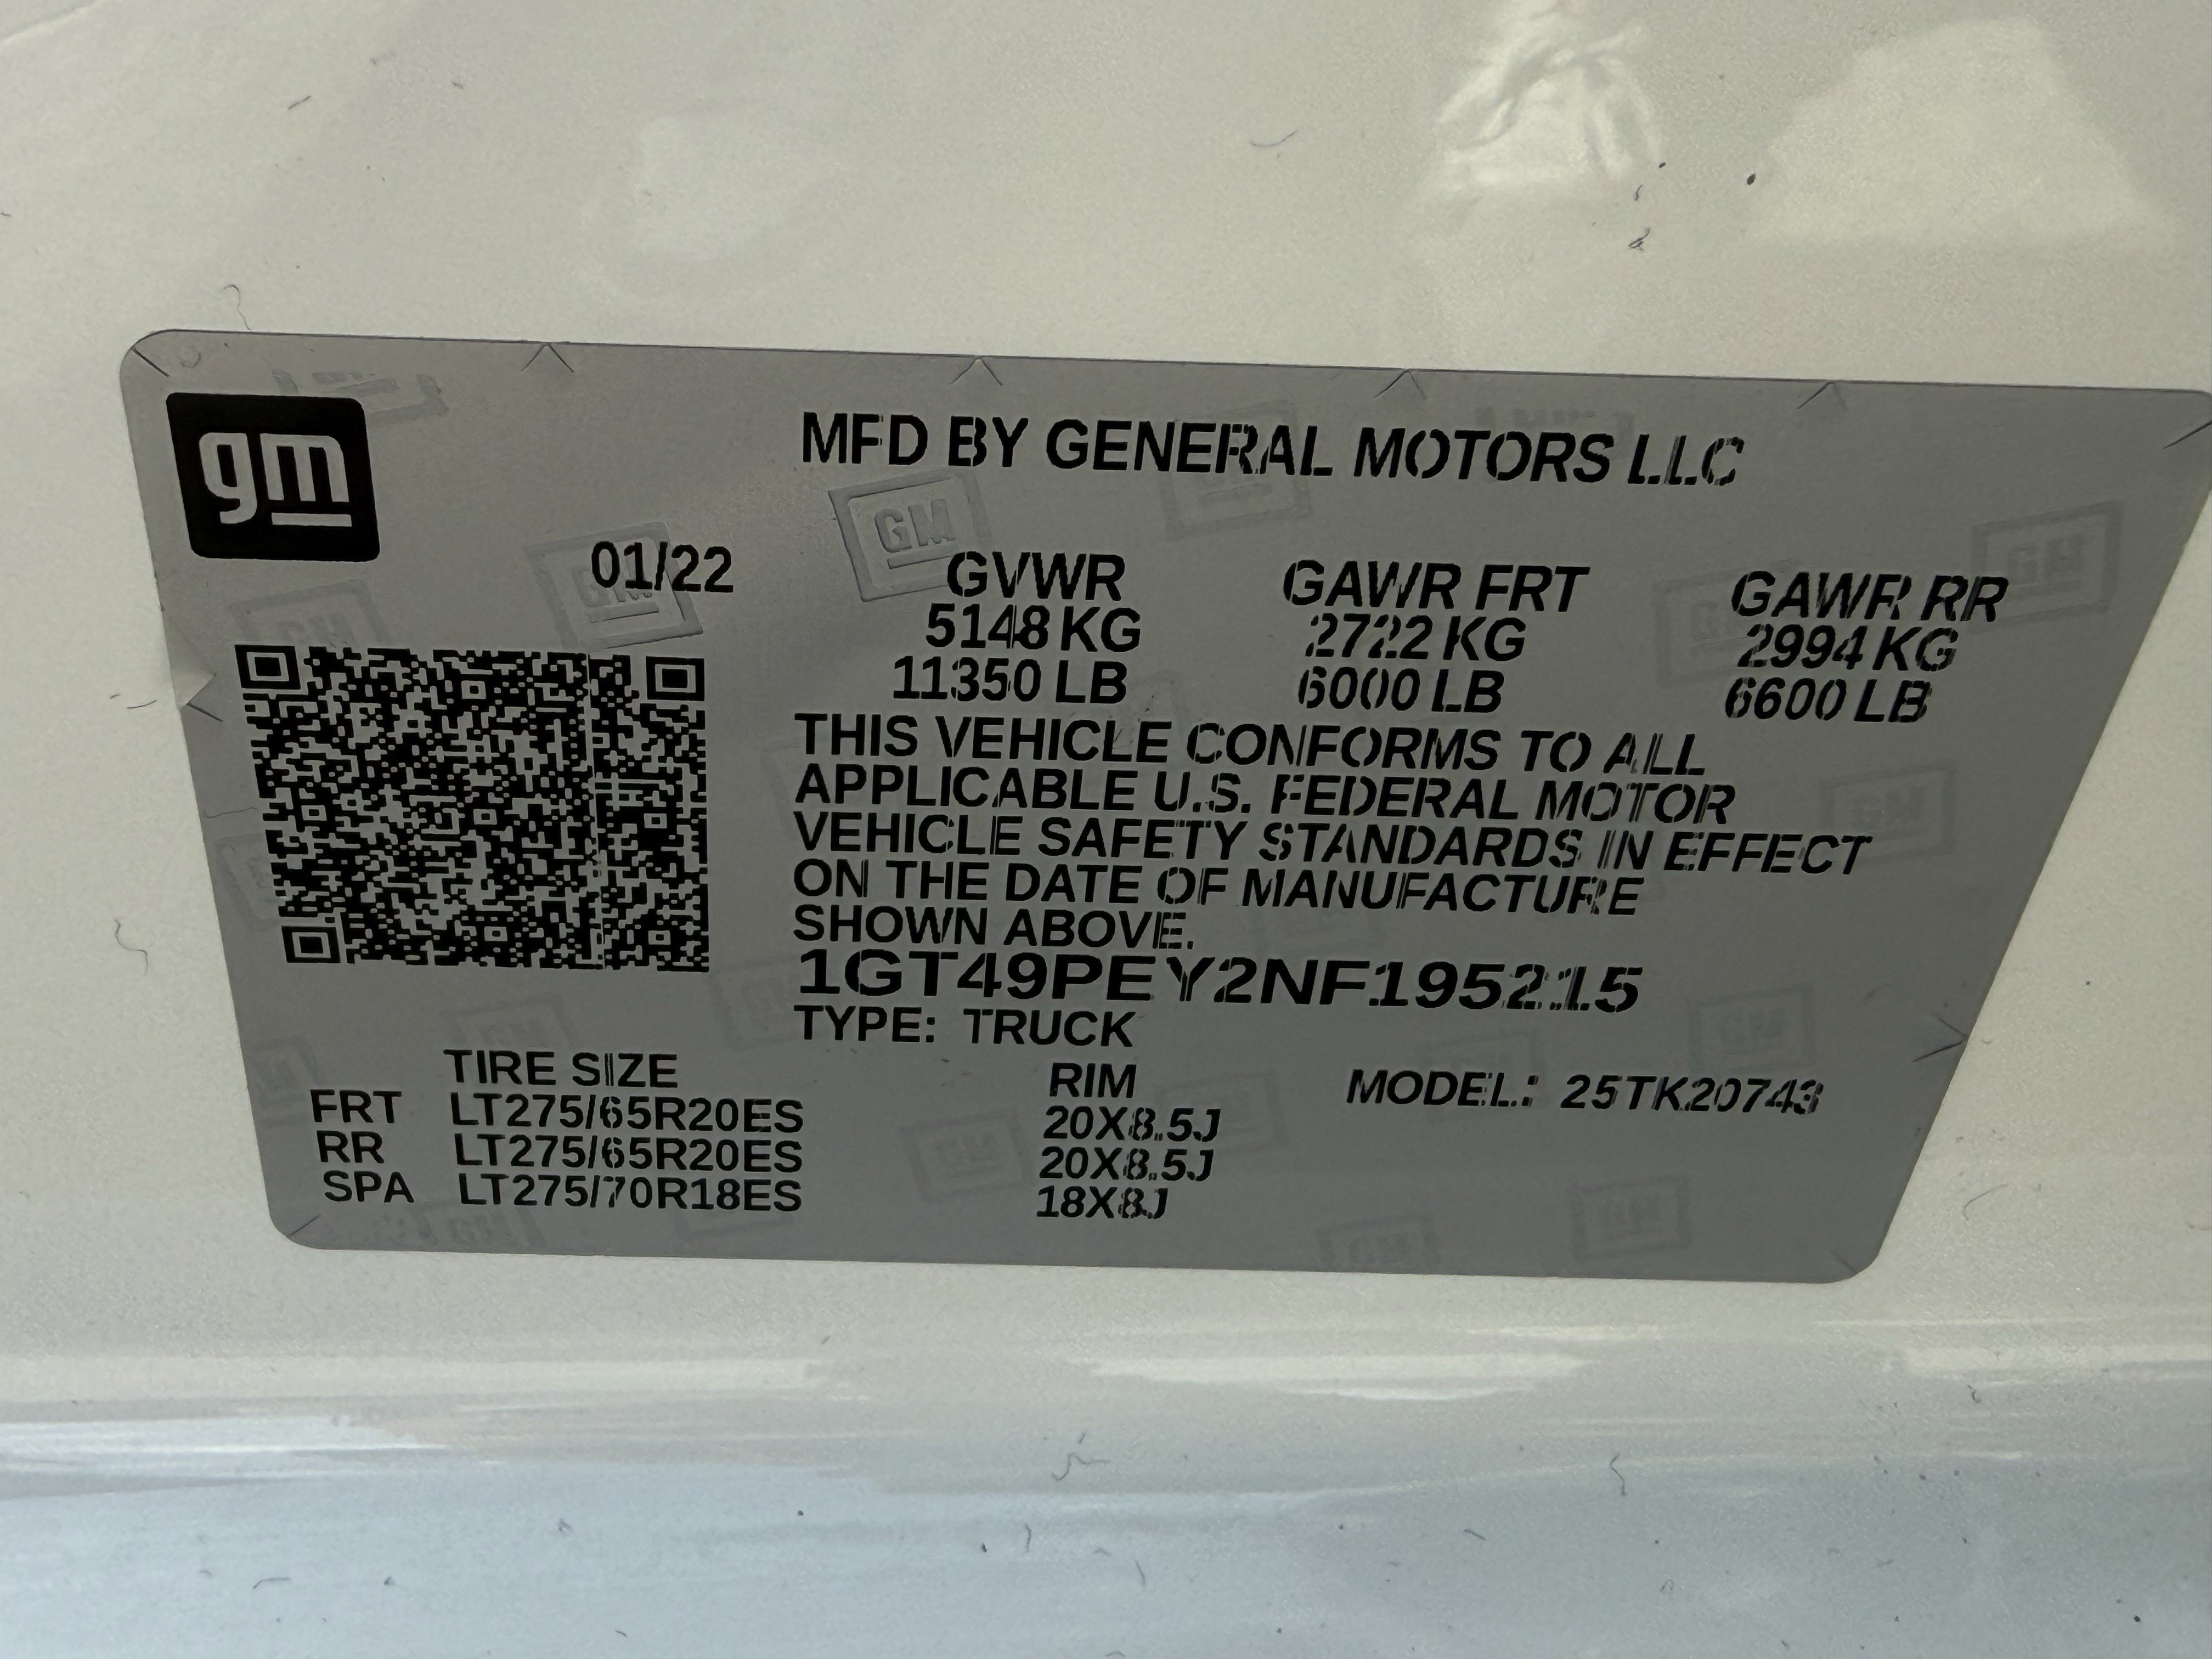 gm
MFD BY GENERAL MOTORS LLC
01/22
GVWR GAWR FRT GAWR RR
5148 KG 2722 KG 2994 KG
11350 LB 6000 LB 6600 LB
THIS VEHICLE CONFORMS TO ALL
APPLICABLE U.S. FEDERAL MOTOR
VEHICLE SAFETY STANDARDS IN EFFECT
ON THE DATE OF MANUFACTURE
SHOWN ABOVE.
1GT49PEY2NF195215
TYPE: TRUCK
TIRE SIZE RIM MODEL: 25TK20743
FRT LT275/65R20ES 20X8.5J
RR LT275/65R20ES 20X8.5J
SPA LT275/70R18ES 18X8J